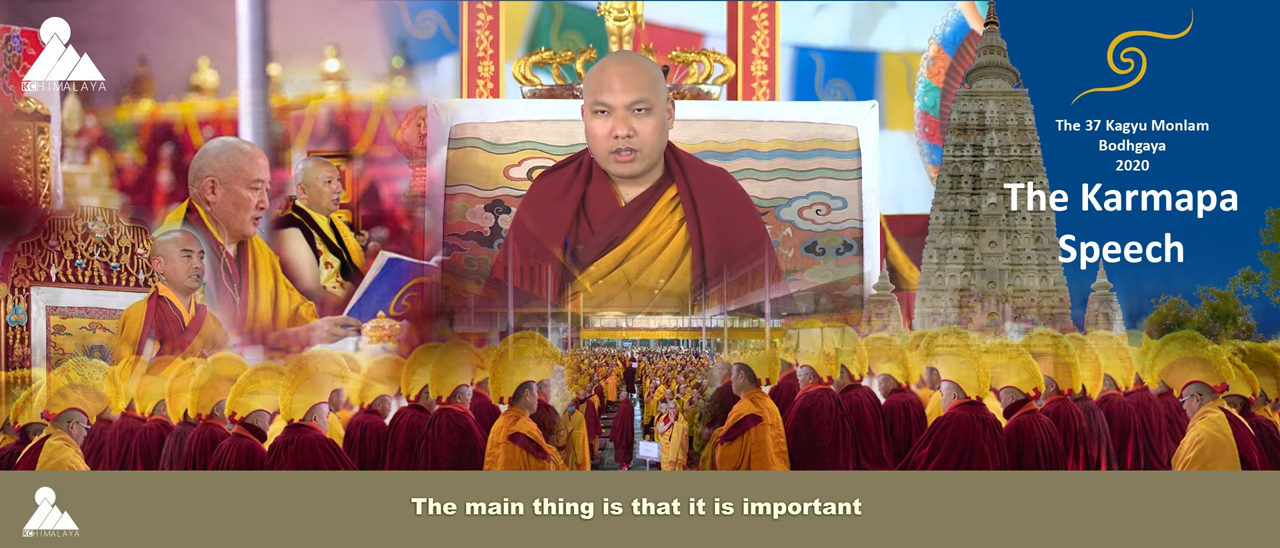 KCHIMALAYA
The 37 Kagyu Monlam
Bodhgaya
2020
The Karmapa
Speech
The main thing is that it is important
KCHIMALAYA